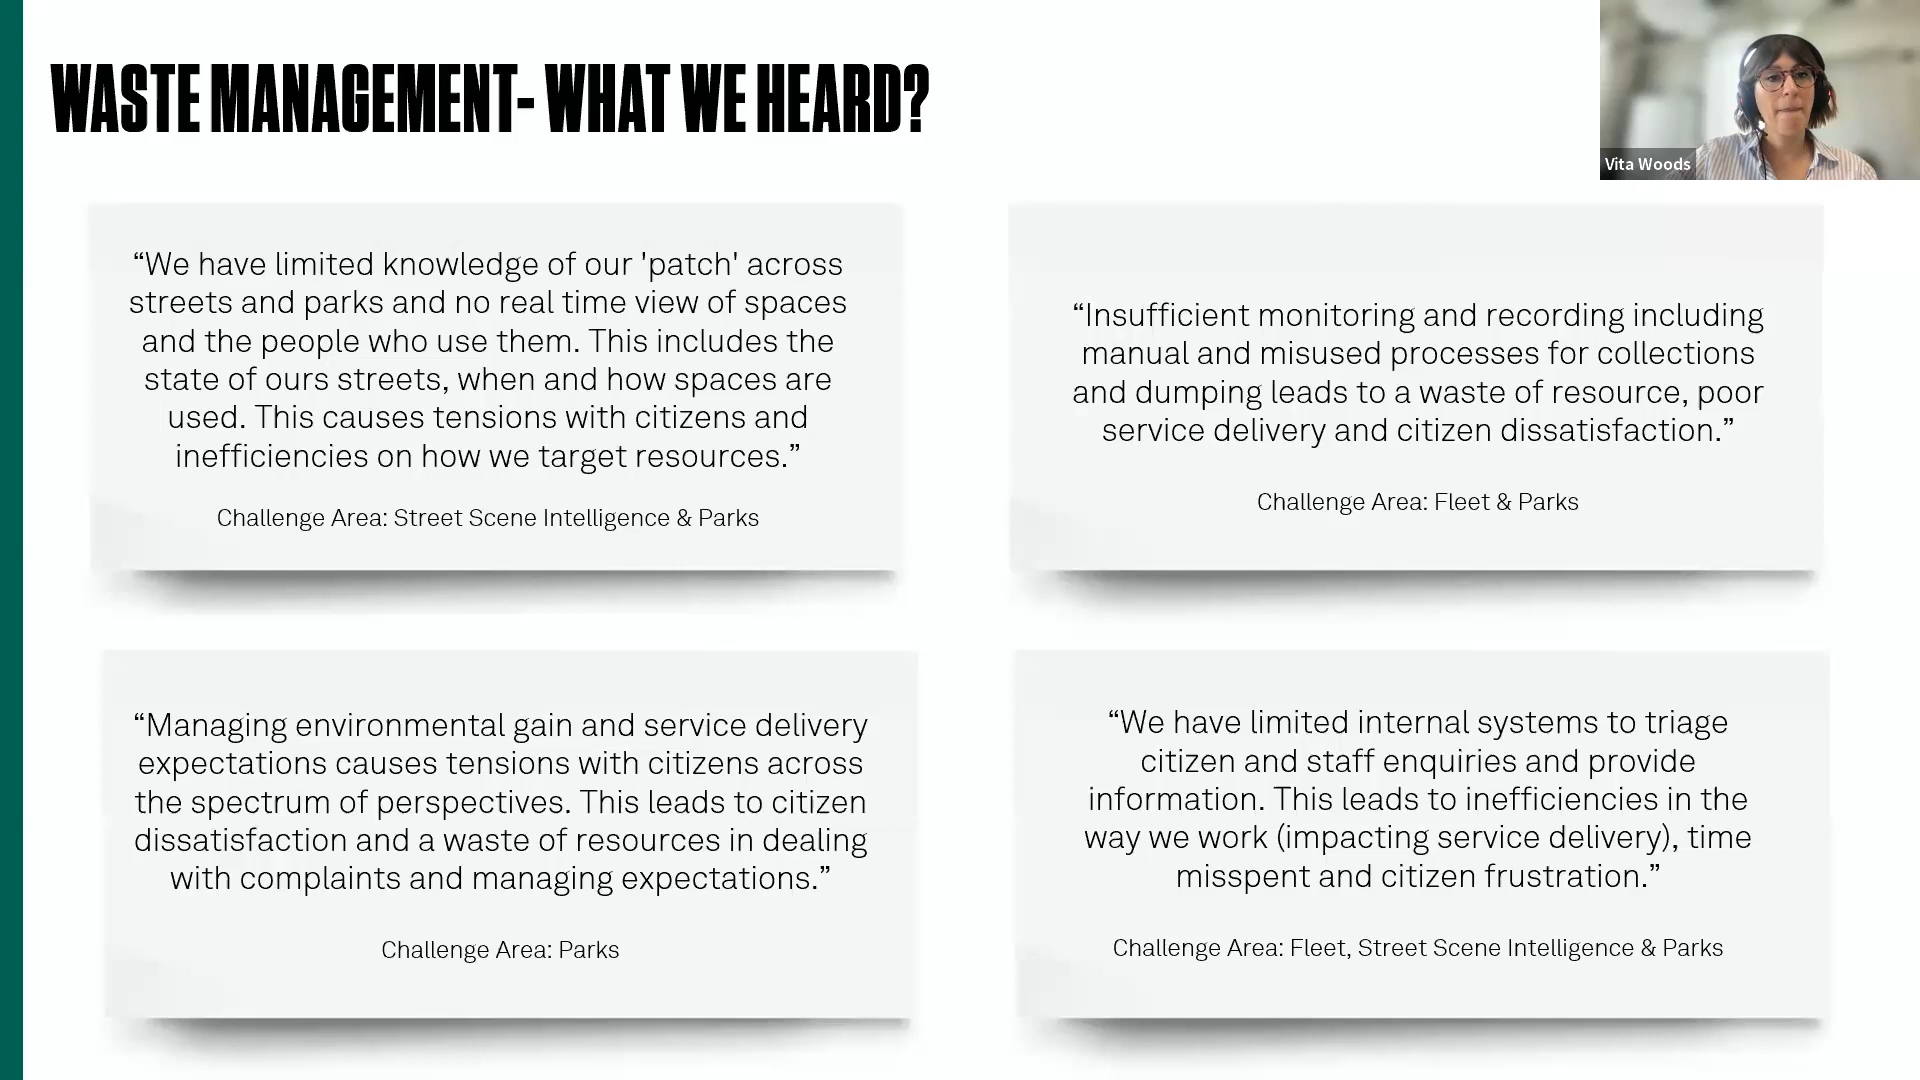 WASTE MANAGEMENT- WHAT WE HEARD?
Vita Woods
“We have limited knowledge of our 'patch' across
streets and parks and no real time view of spaces
and the people who use them. This includes the
state of ours streets, when and how spaces are
used. This causes tensions with citizens and
inefficiencies on how we target resources.”
Challenge Area: Street Scene Intelligence & Parks
“Insufficient monitoring and recording including
manual and misused processes for collections
and dumping leads to a waste of resource, poor
service delivery and citizen dissatisfaction.”
Challenge Area: Fleet & Parks
“Managing environmental gain and service delivery
expectations causes tensions with citizens across
the spectrum of perspectives. This leads to citizen
dissatisfaction and a waste of resources in dealing
with complaints and managing expectations.”
Challenge Area: Parks
“We have limited internal systems to triage
citizen and staff enquiries and provide
information. This leads to inefficiencies in the
way we work (impacting service delivery), time
misspent and citizen frustration.”
Challenge Area: Fleet, Street Scene Intelligence & Parks